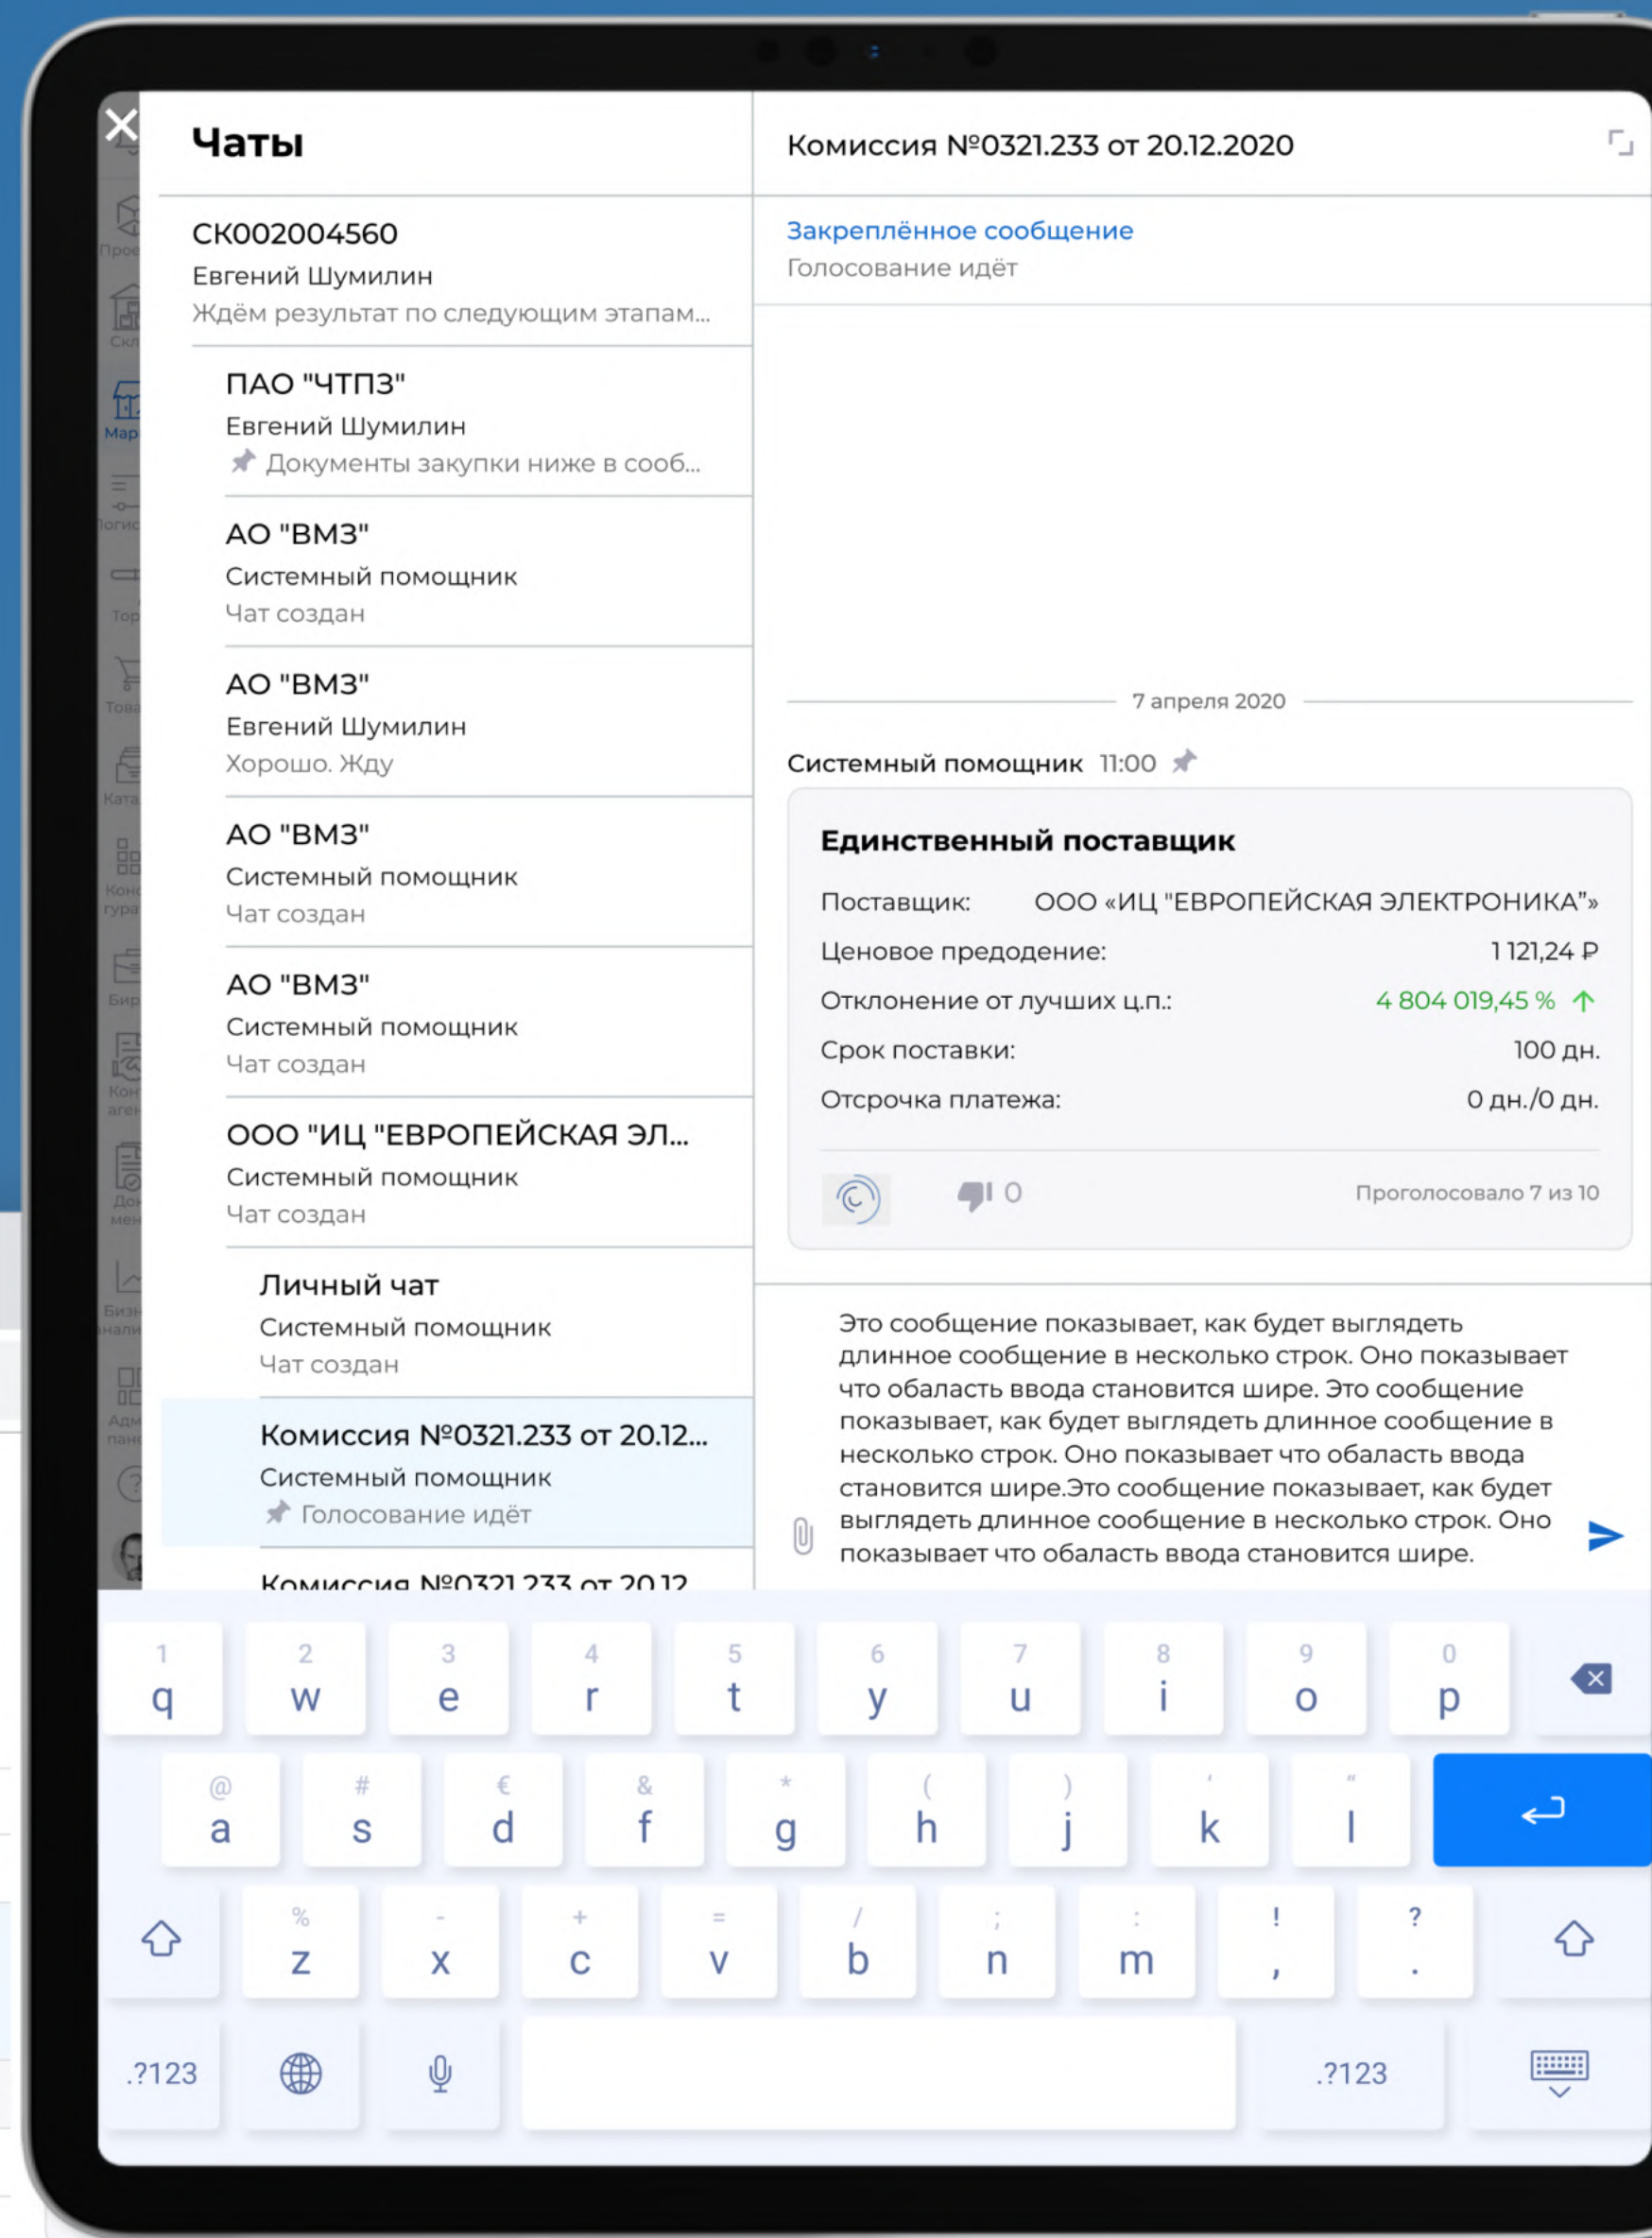 Чаты
СК002004560
Евгений Шумилин
Ждём результат по следующим этапам...
ПАО "ЧТПЗ"
Евгений Шумилин
Документы закупки ниже в сооб...
АО "ВМЗ"
Системный помощник
Чат создан
АО "ВМЗ"
Евгений Шумилин
Хорошо. Жду
АО "ВМЗ"
Системный помощник
Чат создан
АО "ВМЗ"
Системный помощник
Чат создан
ООО "ИЦ "ЕВРОПЕЙСКАЯ ЭЛ...
Системный помощник
Чат создан
Личный чат
Системный помощник
Чат создан
Комиссия №0321.233 от 20.12...
Системный помощник
Голосование идёт
Комиссия №0321.233 от 20.12
Комиссия №0321.233 от 20.12.2020
Закреплённое сообщение
Голосование идёт
7 апреля 2020
Системный помощник 11:00
Единственный поставщик
Поставщик: ООО «ИЦ "ЕВРОПЕЙСКАЯ ЭЛЕКТРОНИКА”»
Ценовое предодение: 1 121,24 ₽
Отклонение от лучших ц.п.: 4 804 019,45 %
Срок поставки: 100 дн.
Отсрочка платежа: 0 дн./0 дн.
0 Проголосовало 7 из 10
Это сообщение показывает, как будет выглядеть
длинное сообщение в несколько строк. Оно показывает
что обаласть ввода становится шире. Это сообщение
показывает, как будет выглядеть длинное сообщение в
несколько строк. Оно показывает что обаласть ввода
становится шире.Это сообщение показывает, как будет
выглядеть длинное сообщение в несколько строк. Оно
показывает что обаласть ввода становится шире.
1 2 3 4 5 6 7 8 9 0
q w e r t y u i o p
@ # € & * ( ) ' "
a s d f g h j k l
% - + = / ; : ! ?
z x c v b n m , .
.?123 .?123